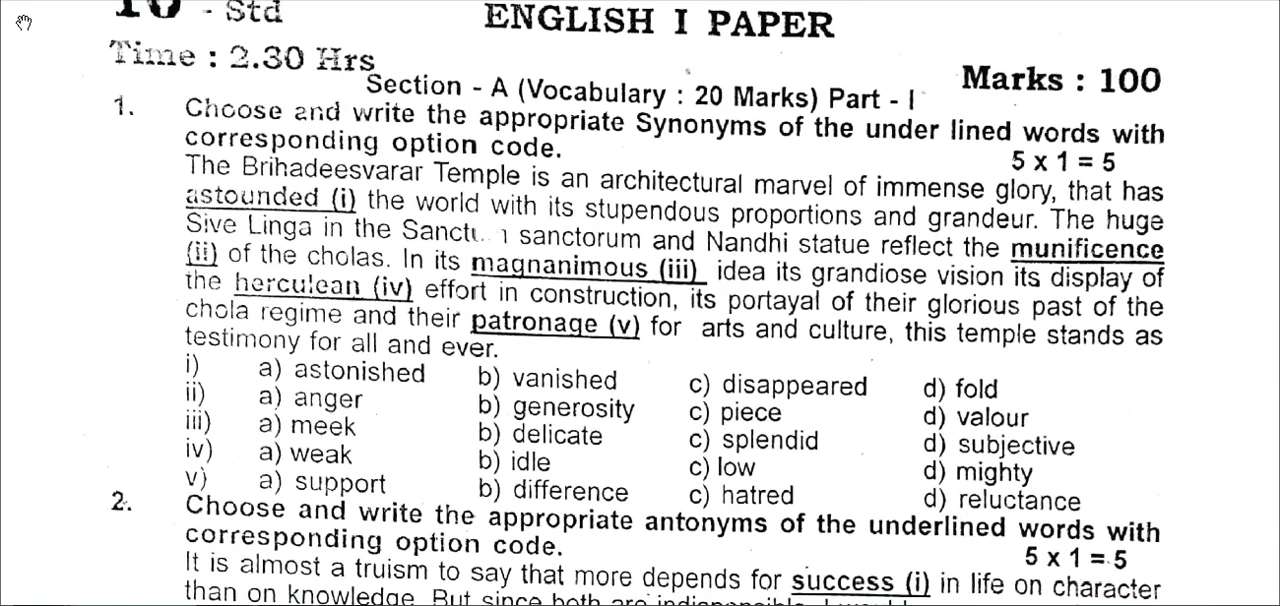 10 - Std
ENGLISH I PAPER
Time : 2.30 Hrs
Marks : 100
Section - A (Vocabulary : 20 Marks) Part - I
1. Choose and write the appropriate Synonyms of the under lined words with
corresponding option code. 5 x 1 = 5
The Brihadeesvarar Temple is an architectural marvel of immense glory, that has
astounded (i) the world with its stupendous proportions and grandeur. The huge
Sive Linga in the sanctorum and Nandhi statue reflect the munificence
(ii) of the cholas. In its magnanimous (iii) idea its grandiose vision its display of
the herculean (iv) effort in construction, its portayal of their glorious past of the
chola regime and their patronage (v) for arts and culture, this temple stands as
testimony for all and ever.
i) a) astonished b) vanished c) disappeared d) fold
ii) a) anger b) generosity c) piece d) valour
iii) a) meek b) delicate c) splendid d) subjective
iv) a) weak b) idle c) low d) mighty
v) a) support b) difference c) hatred d) reluctance
2. Choose and write the appropriate antonyms of the underlined words with
corresponding option code. 5 x 1 = 5
It is almost a truism to say that more depends for success (i) in life on character
than on knowledge. But since both are